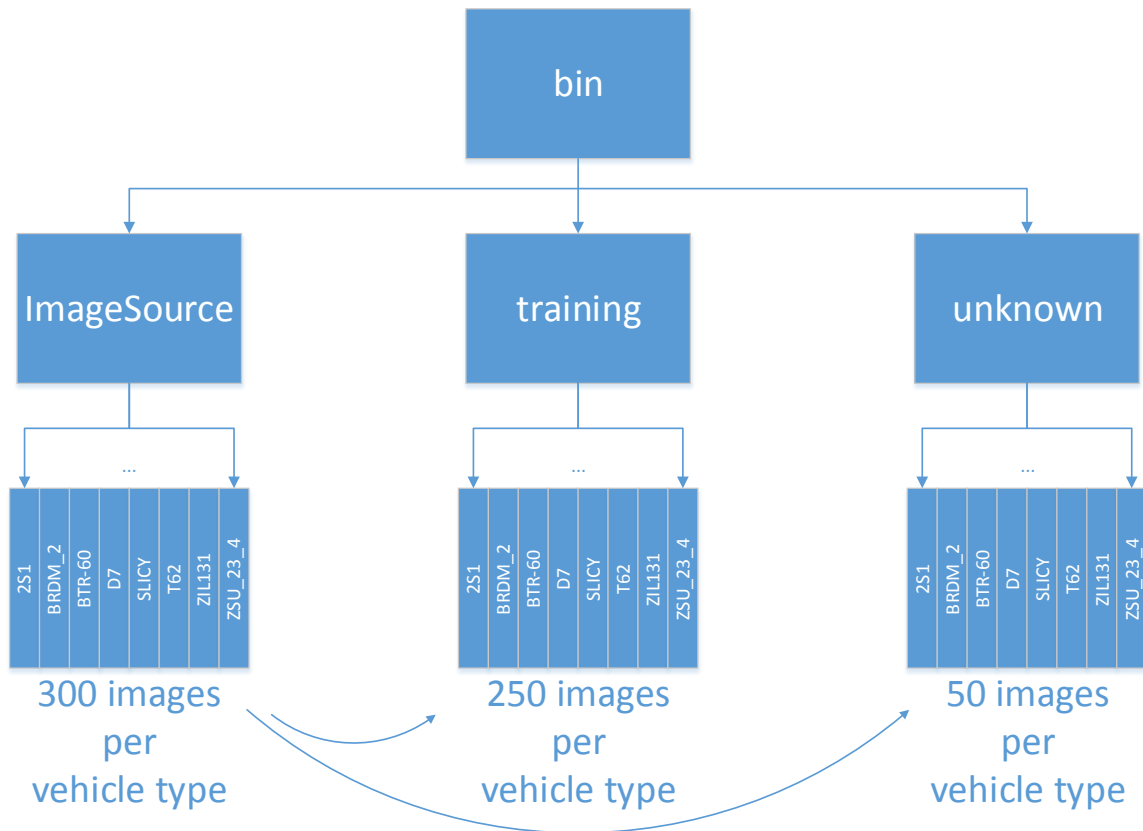 bin
ImageSource
training
unknown
...
...
...
2S1
BRDM_2
BTR-60
D7
SLICY
T62
ZIL131
ZSU_23_4
2S1
BRDM_2
BTR-60
D7
SLICY
T62
ZIL131
ZSU_23_4
2S1
BRDM_2
BTR-60
D7
SLICY
T62
ZIL131
ZSU_23_4
300 images
per
vehicle type
250 images
per
vehicle type
50 images
per
vehicle type